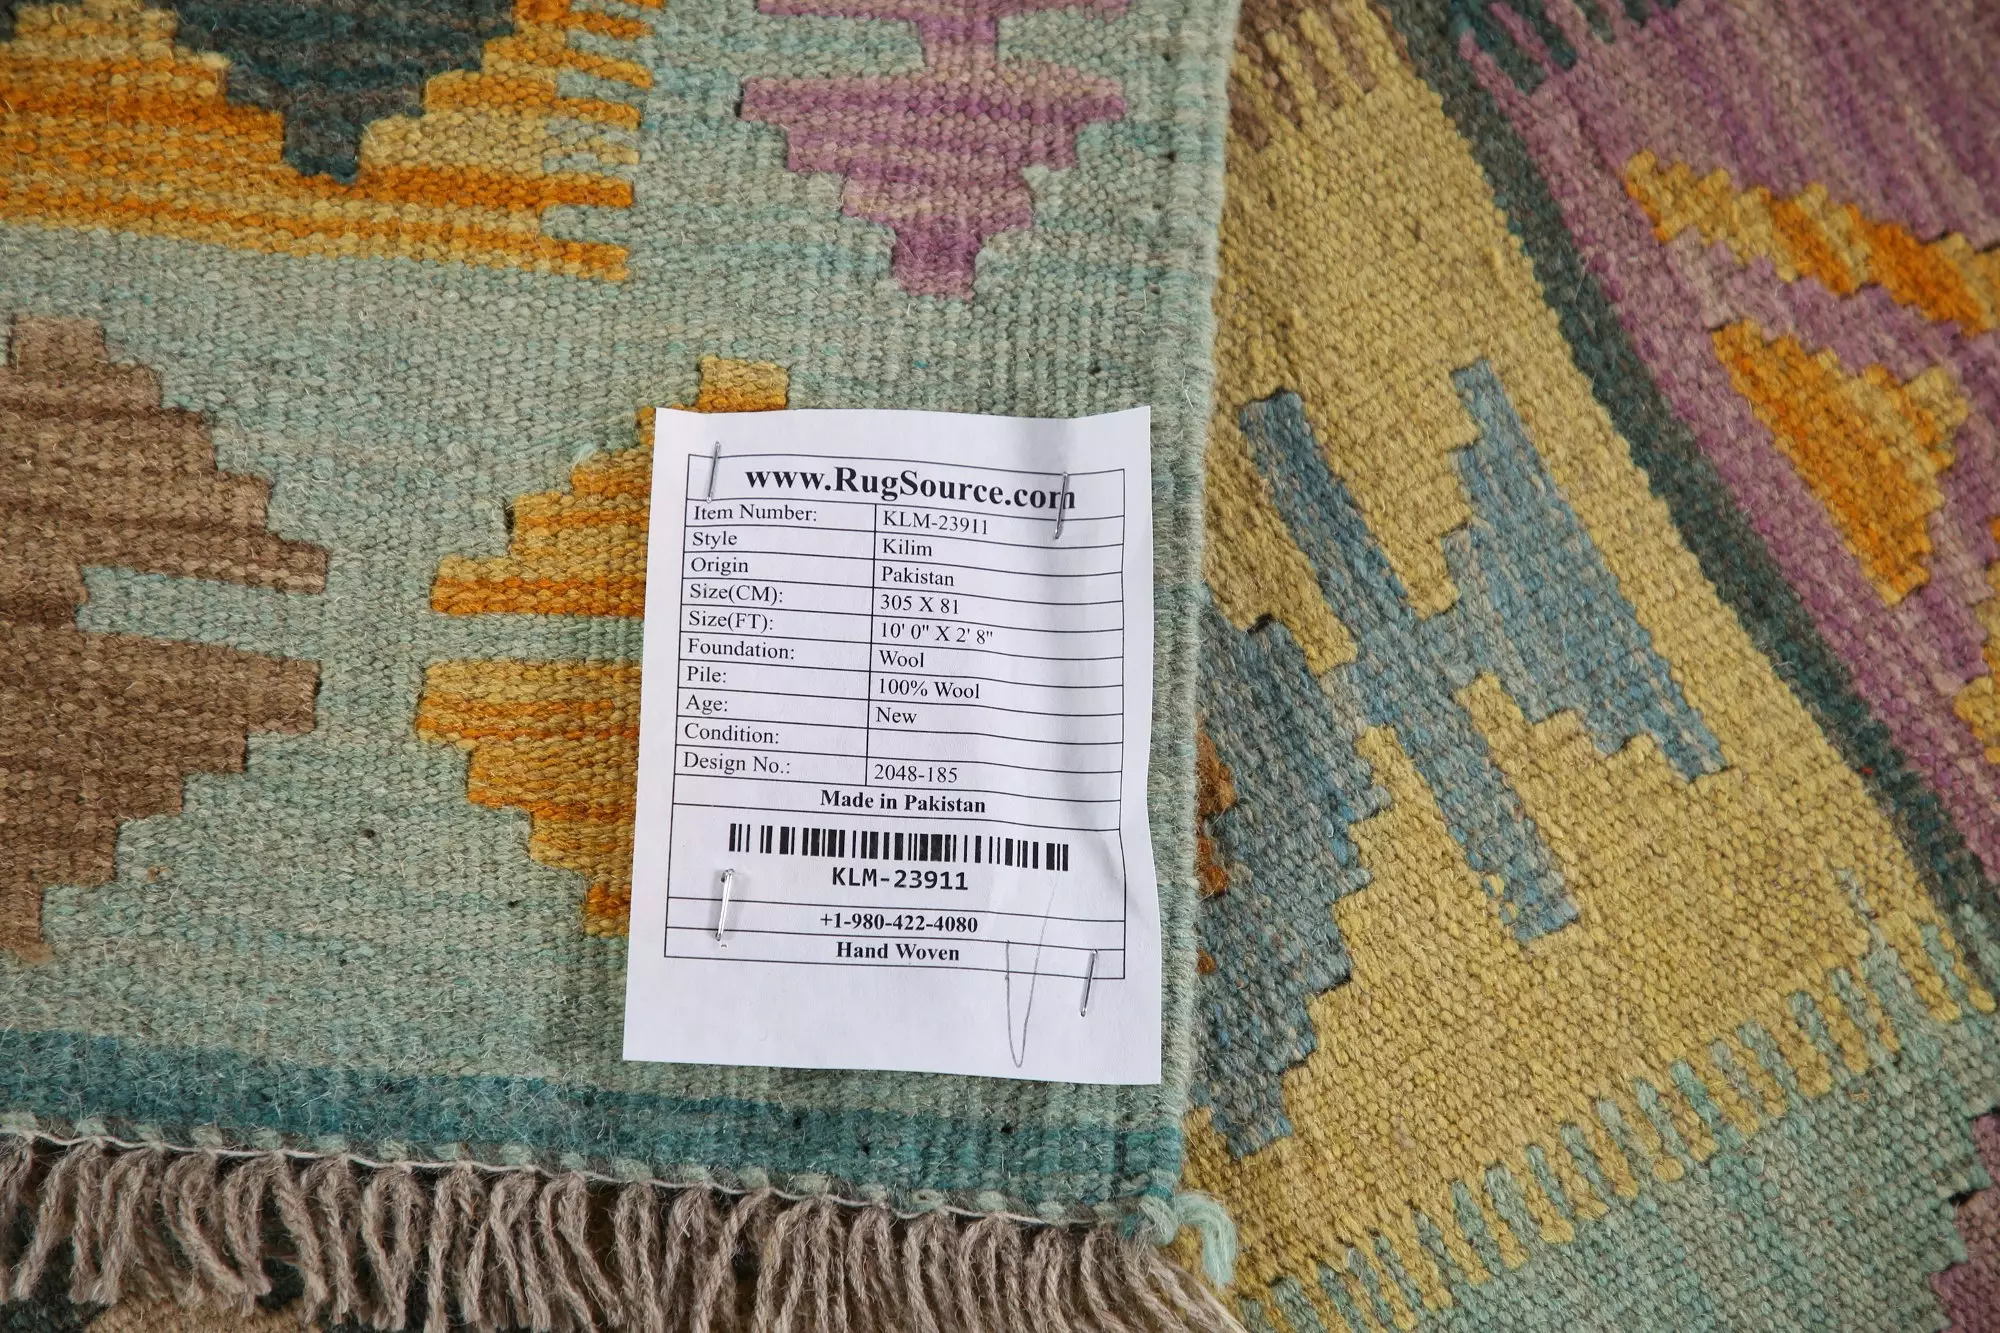 www.RugSource.com
Item Number: KLM-23911
Style Kilim
Origin Pakistan
Size(CM): 305 X 81
Size(FT): 10' 0" X 2' 8"
Foundation: Wool
Pile: 100% Wool
Age: New
Condition:
Design No.: 2048-185
Made in Pakistan
KLM-23911
+1-980-422-4080
Hand Woven